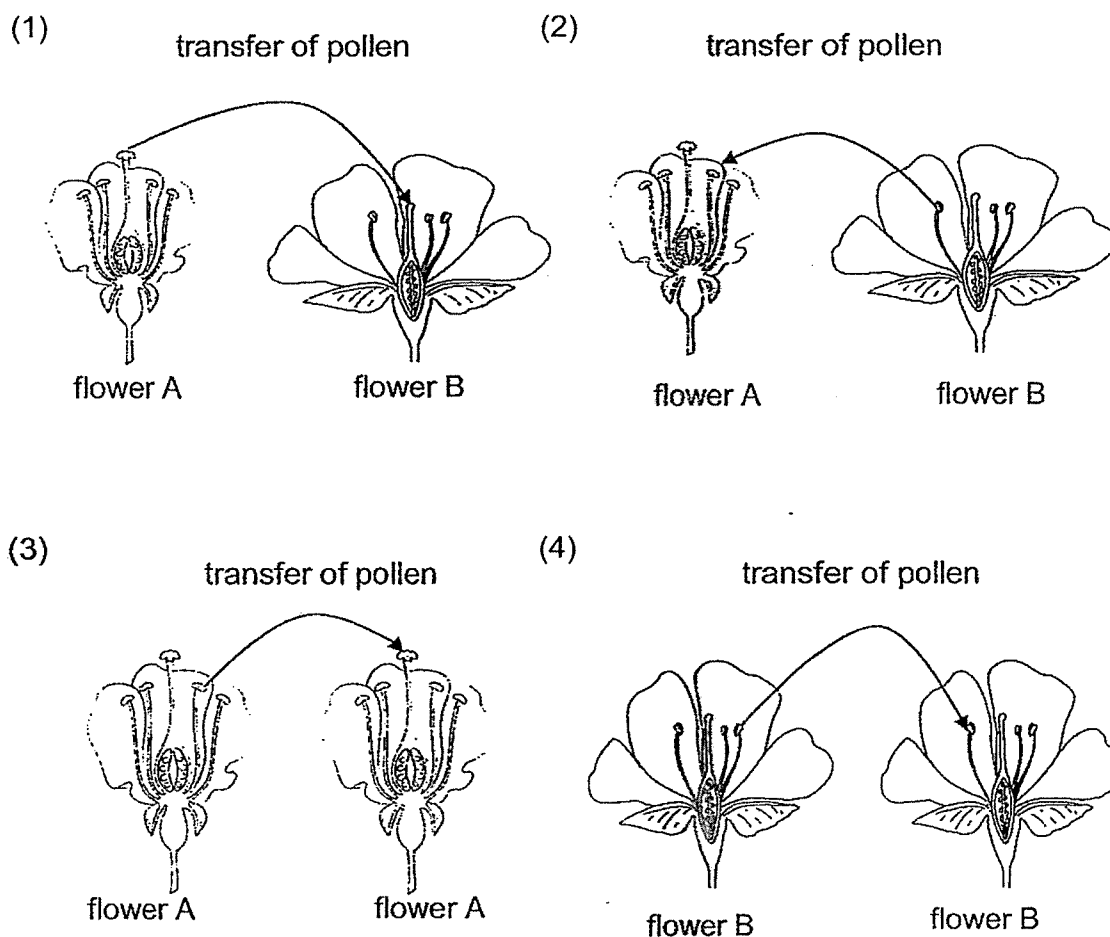 (1)
transfer of pollen
flower A
flower B
(2)
transfer of pollen
flower A
flower B
(3)
transfer of pollen
flower A
flower A
(4)
transfer of pollen
flower B
flower B